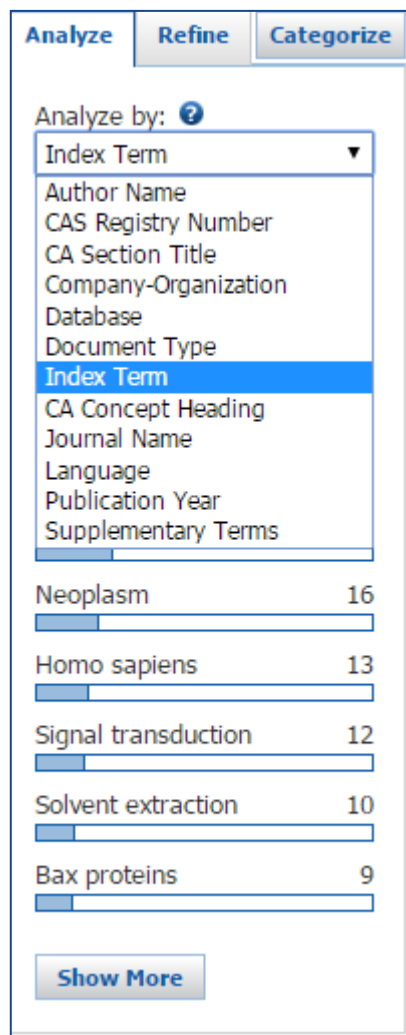 Analyze Refine Categorize
Analyze by: ?
Index Term
Author Name
CAS Registry Number
CA Section Title
Company-Organization
Database
Document Type
Index Term
CA Concept Heading
Journal Name
Language
Publication Year
Supplementary Terms
Neoplasm 16
Homo sapiens 13
Signal transduction 12
Solvent extraction 10
Bax proteins 9
Show More